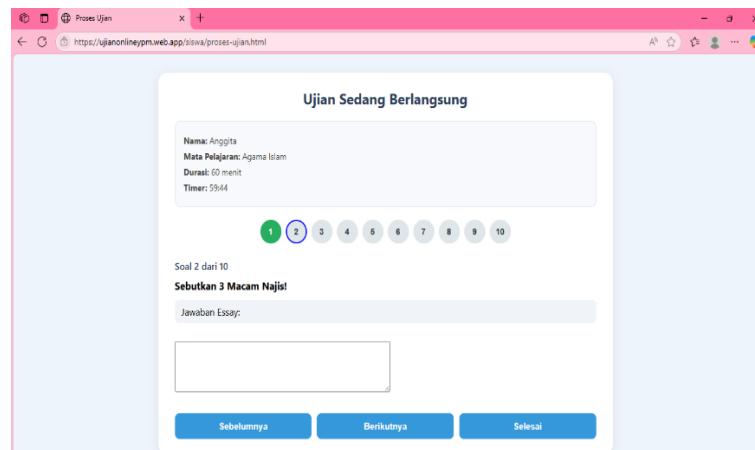 Proses Ujian
https://ujianonlineypm.web.app/siswa/proses-ujian.html
Ujian Sedang Berlangsung
Nama: Anggita
Mata Pelajaran: Agama Islam
Durasi: 60 menit
Timer: 59:44
1 2 3 4 5 6 7 8 9 10
Soal 2 dari 10
Sebutkan 3 Macam Najis!
Jawaban Essay:
Sebelumnya Berikutnya Selesai